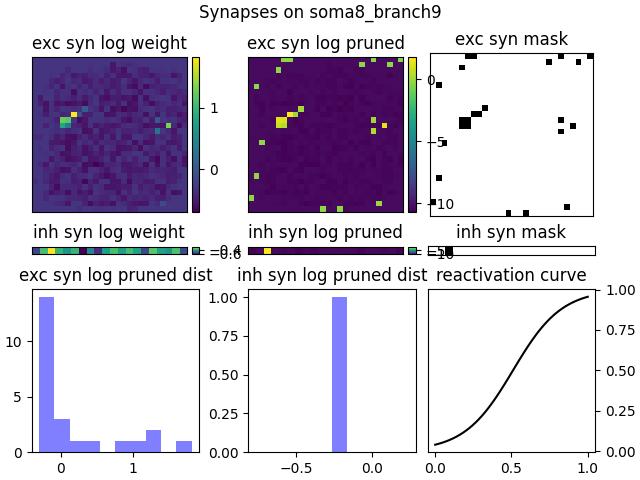 Synapses on soma8_branch9
exc syn log weight
exc syn log pruned
exc syn mask
1
0
0
−5
−10
inh syn log weight
inh syn log pruned
inh syn mask
exc syn log pruned dist
inh syn log pruned dist
reactivation curve
10
5
0
0
1
1.00
0.75
0.50
0.25
0.00
−0.5
0.0
1.00
0.75
0.50
0.25
0.00
0.0
0.5
1.0